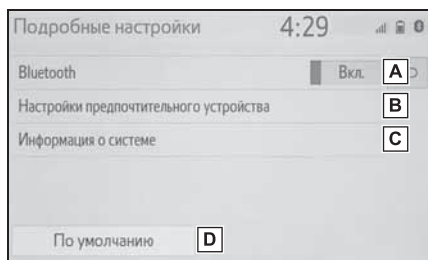 Подробные настройки 4:29
Bluetooth Вкл. A
Настройки предпочтительного устройства B
Информация о системе C
По умолчанию D